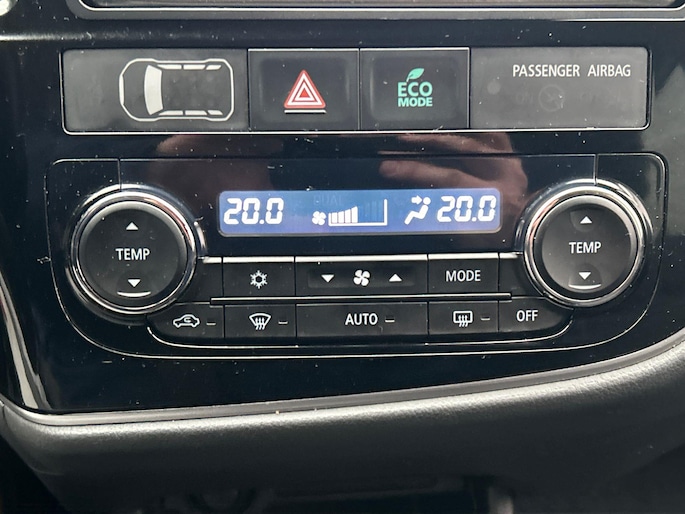 ECO
MODE
PASSENGER AIRBAG
20.0
20.0
TEMP
TEMP
MODE
AUTO
OFF